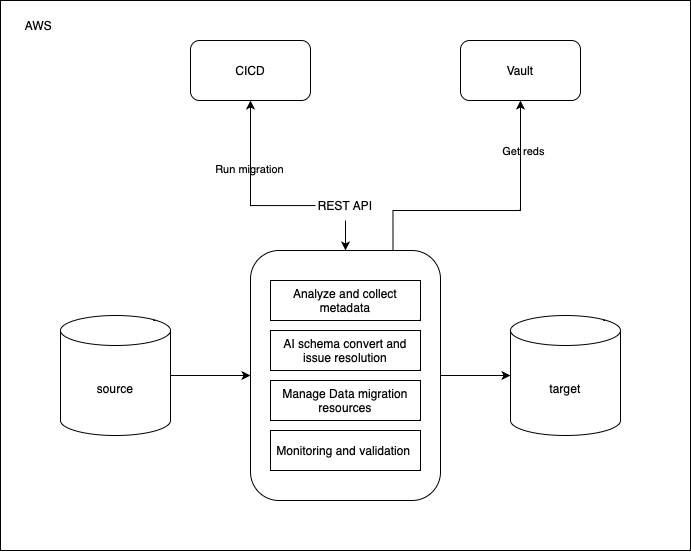 AWS
CICD
Vault
Run migration
Get reds
REST API
Analyze and collect
metadata
AI schema convert and
issue resolution
Manage Data migration
resources
Monitoring and validation
source
target